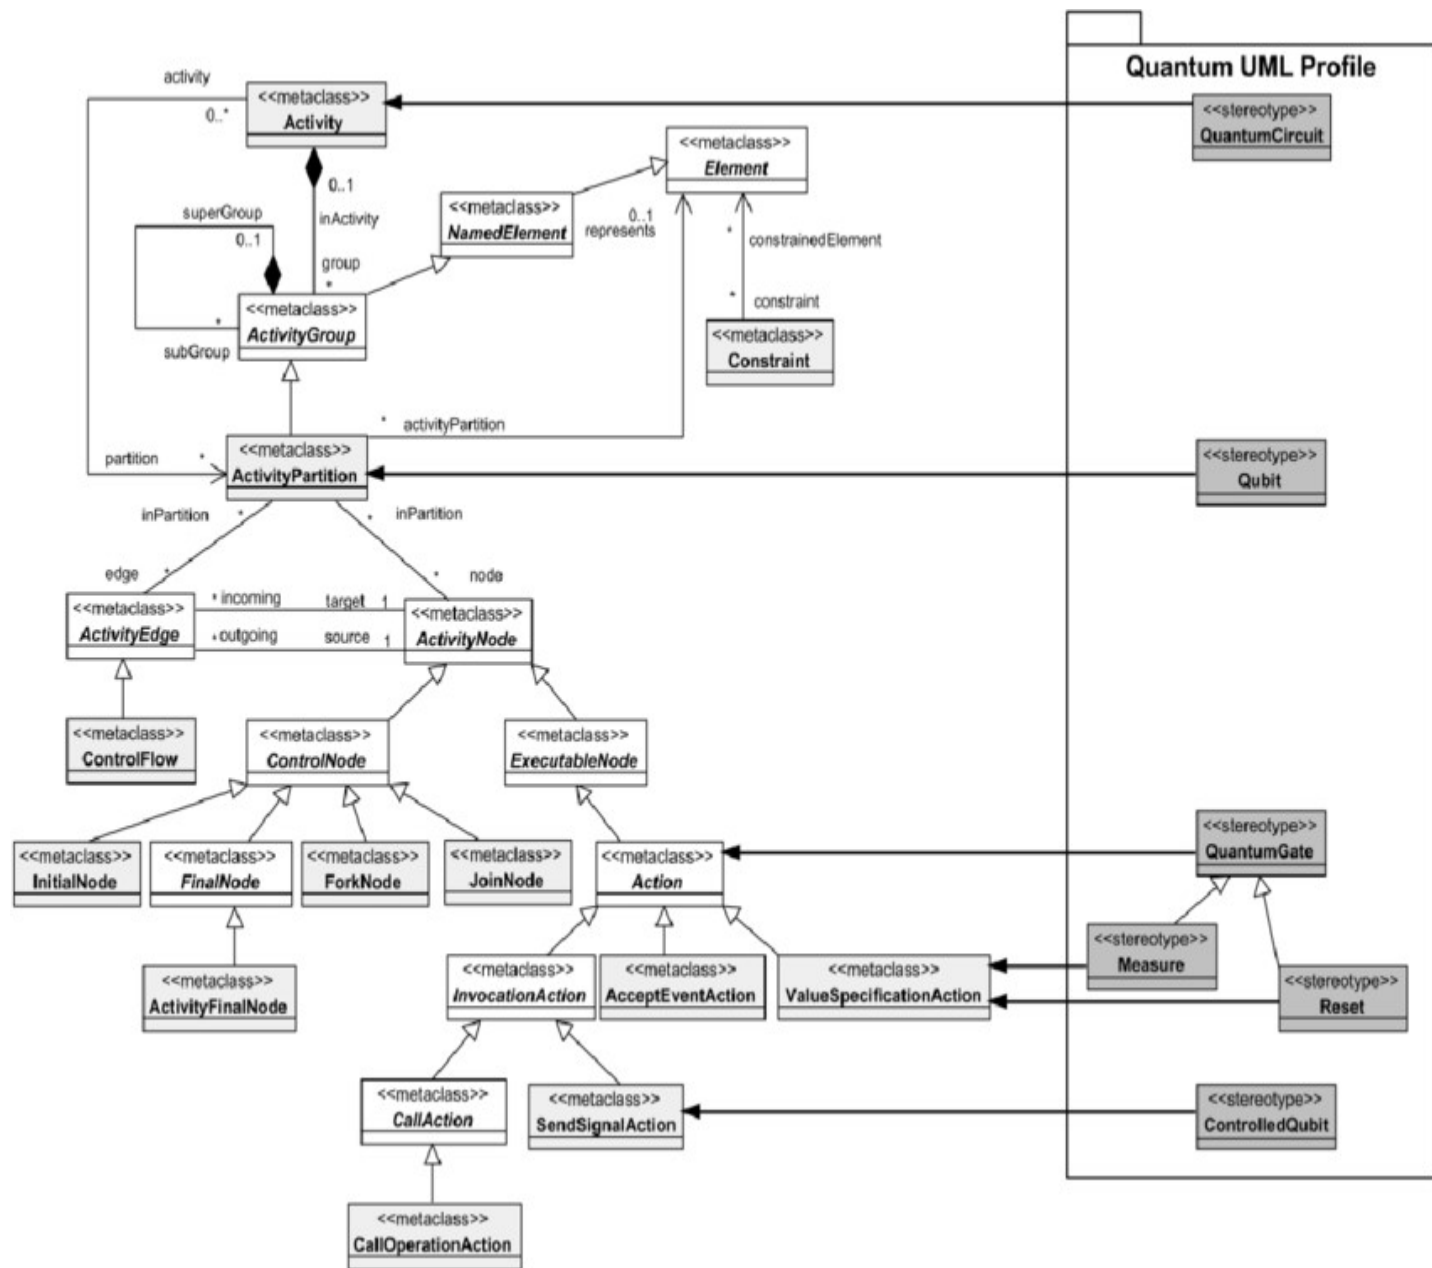 Quantum UML Profile
activity
<<metaclass>>
Activity
0..*
<<stereotype>>
QuantumCircuit
<<metaclass>>
Element
0..1
inActivity
superGroup
0..1
<<metaclass>>
NamedElement
0..1
represents
*
constrainedElement
group
*
<<metaclass>>
ActivityGroup
*
subGroup
*
constraint
<<metaclass>>
Constraint
*
activityPartition
partition
*
<<metaclass>>
ActivityPartition
<<stereotype>>
Qubit
inPartition
*
*
inPartition
edge
*
*
node
<<metaclass>>
ActivityEdge
* incoming
target 1
*outgoing
source 1
<<metaclass>>
ActivityNode
<<metaclass>>
ControlFlow
<<metaclass>>
ControlNode
<<metaclass>>
ExecutableNode
<<metaclass>>
InitialNode
<<metaclass>>
FinalNode
<<metaclass>>
ForkNode
<<metaclass>>
JoinNode
<<metaclass>>
Action
<<stereotype>>
QuantumGate
<<metaclass>>
ActivityFinalNode
<<metaclass>>
InvocationAction
<<metaclass>>
AcceptEventAction
<<metaclass>>
ValueSpecificationAction
<<stereotype>>
Measure
<<stereotype>>
Reset
<<metaclass>>
CallAction
<<metaclass>>
SendSignalAction
<<stereotype>>
ControlledQubit
<<metaclass>>
CallOperationAction